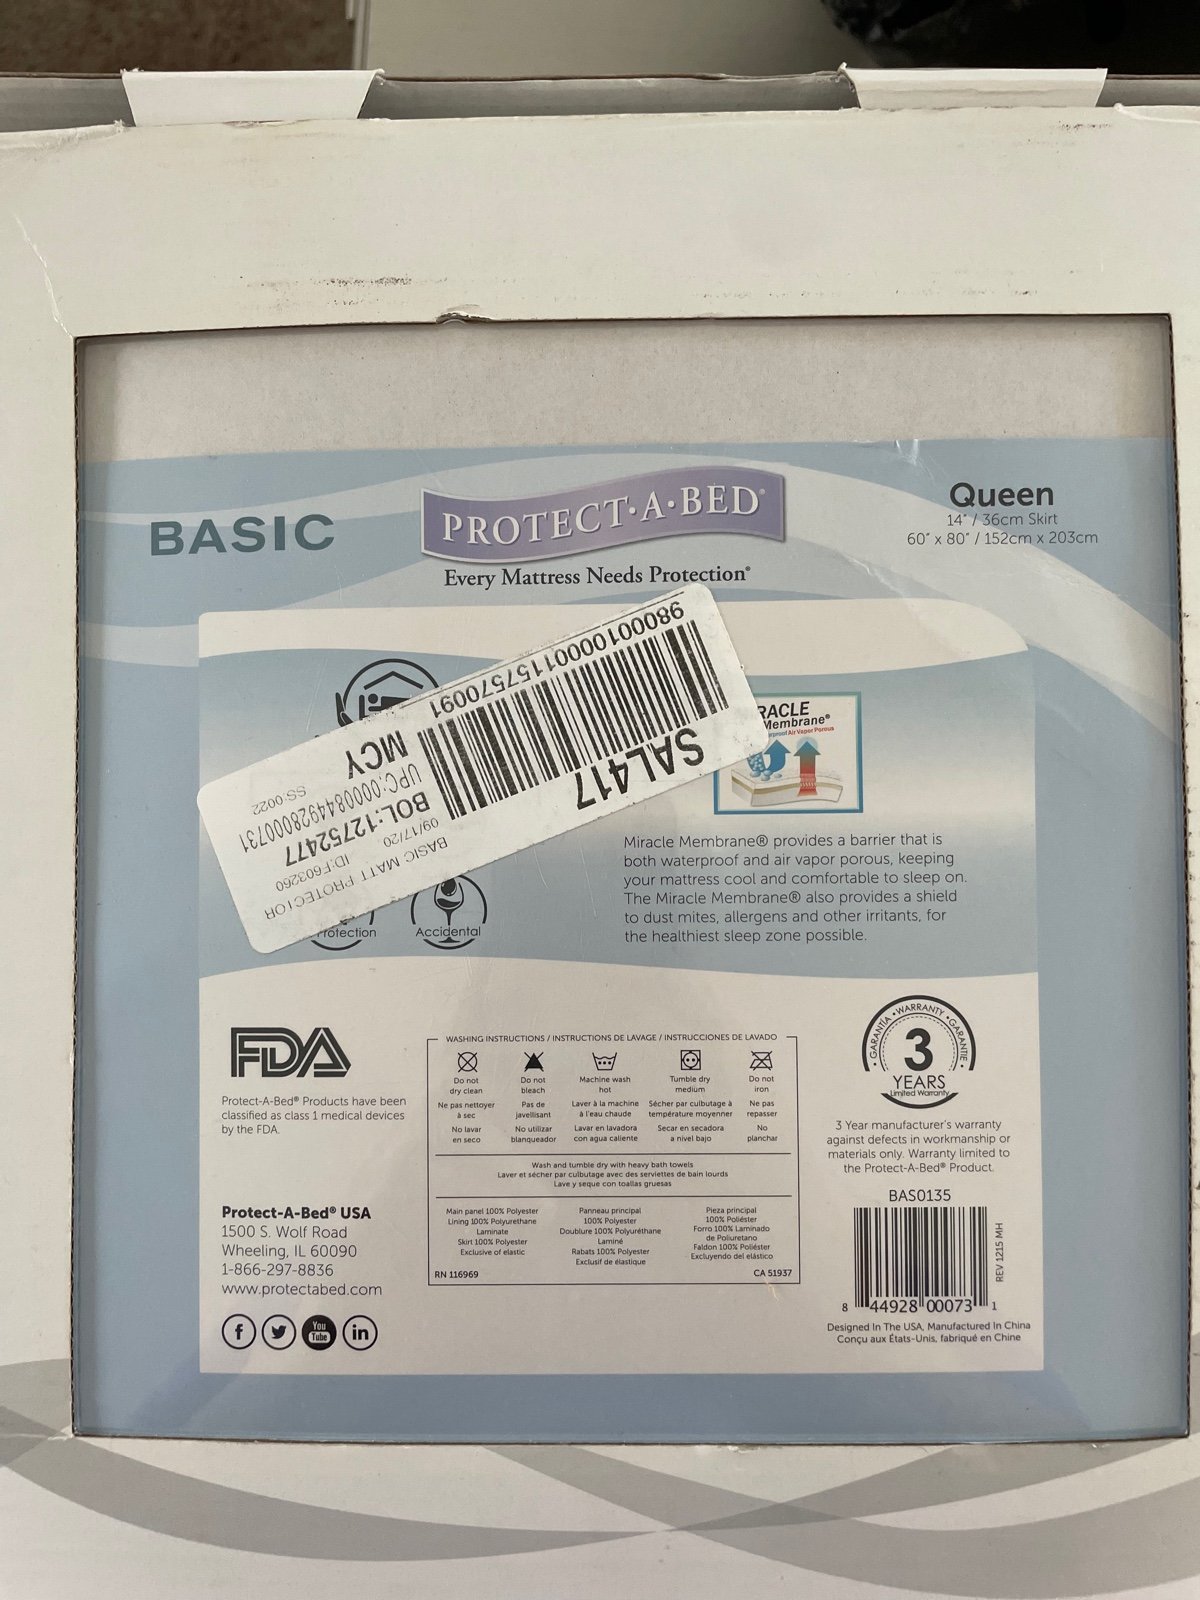 BASIC
PROTECT·A·BED®
Every Mattress Needs Protection®
Queen
14" / 36cm Skirt
60" x 80" / 152cm x 203cm
980000100001157570091
SAL417
MCY
UPC:00008449280000731
SS:0022
BOL:12752477
09/17/20
ID:F603260
BASIC MATT PROTECTOR
Accidental
RACLE
Membrane®
Air Vapor Porous
Miracle Membrane® provides a barrier that is
both waterproof and air vapor porous, keeping
your mattress cool and comfortable to sleep on.
The Miracle Membrane® also provides a shield
to dust mites, allergens and other irritants, for
the healthiest sleep zone possible.
FDA
Protect-A-Bed® Products have been
classified as class 1 medical devices
by the FDA.
Protect-A-Bed® USA
1500 S. Wolf Road
Wheeling, IL 60090
1-866-297-8836
www.protectabed.com
f
You
Tube
in
WASHING INSTRUCTIONS / INSTRUCTIONS DE LAVAGE / INSTRUCCIONES DE LAVADO
Do not
dry clean
Ne pas nettoyer
à sec
No lavar
en seco
Do not
bleach
Pas de
javellisant
No utilizar
blanqueador
Machine wash
hot
Laver à la machine
à l'eau chaude
Lavar en lavadora
con agua caliente
Tumble dry
medium
Sécher par culbutage à
température moyenner
Secar en secadora
a nivel bajo
Do not
iron
Ne pas
repasser
No
planchar
Wash and tumble dry with heavy bath towels
Laver et sécher par culbutage avec des serviettes de bain lourds
Lave y seque con toallas gruesas
Main panel 100% Polyester
Lining 100% Polyurethane
Laminate
Skirt 100% Polyester
Exclusive of elastic
Panneau principal
100% Polyester
Doublure 100% Polyuréthane
Laminé
Rabats 100% Polyester
Exclusif de élastique
Pieza principal
100% Poliéster
Forro 100% Laminado
de Poliuretano
Faldon 100% Poliéster
Excluyendo del elástico
RN 116969
CA 51937
GARANTÍA • WARRANTY • GARANTIE
3
YEARS
Limited Warranty
3 Year manufacturer's warranty
against defects in workmanship or
materials only. Warranty limited to
the Protect-A-Bed® Product.
BAS0135
REV 1215 MH
8 44928 00073 1
Designed In The USA, Manufactured In China
Conçu aux États-Unis, fabriqué en Chine